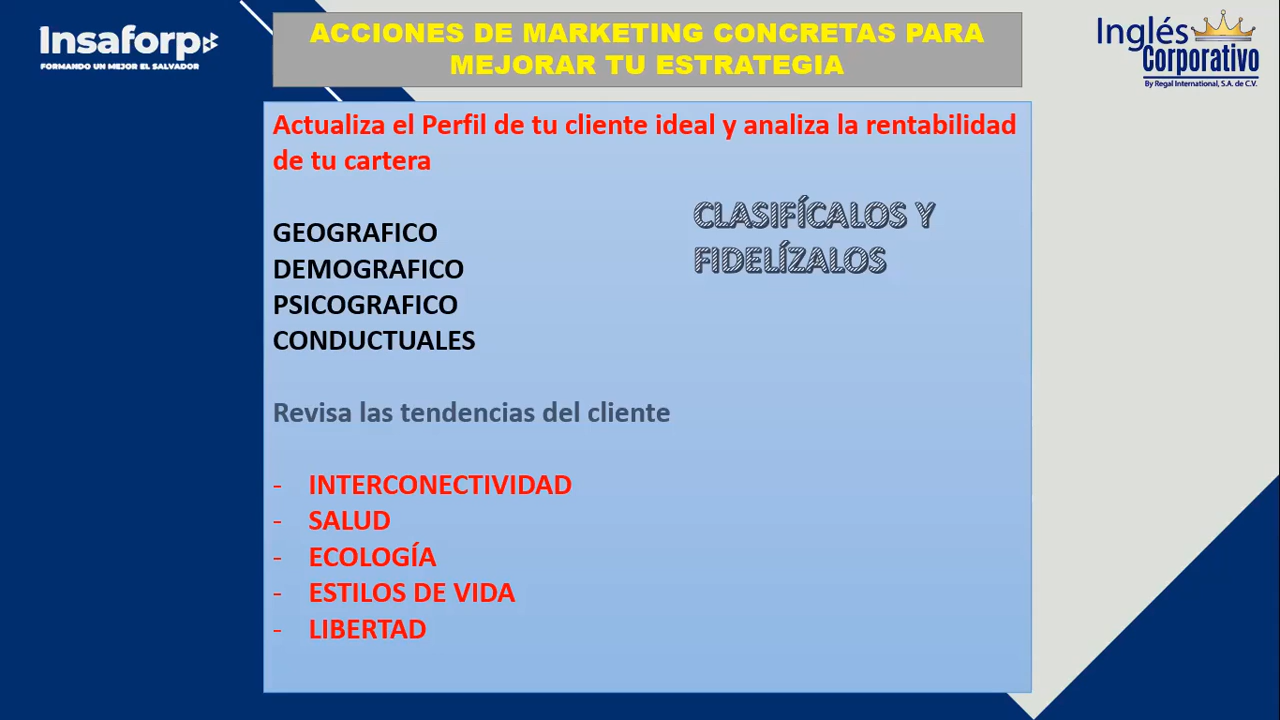 Insaforp
FORMANDO UN MEJOR EL SALVADOR
ACCIONES DE MARKETING CONCRETAS PARA
MEJORAR TU ESTRATEGIA
Inglés
Corporativo
By Regal International, S.A. de C.V.
Actualiza el Perfil de tu cliente ideal y analiza la rentabilidad
de tu cartera
CLASIFÍCALOS Y
FIDELÍZALOS
GEOGRAFICO
DEMOGRAFICO
PSICOGRAFICO
CONDUCTUALES
Revisa las tendencias del cliente
- INTERCONECTIVIDAD
- SALUD
- ECOLOGÍA
- ESTILOS DE VIDA
- LIBERTAD